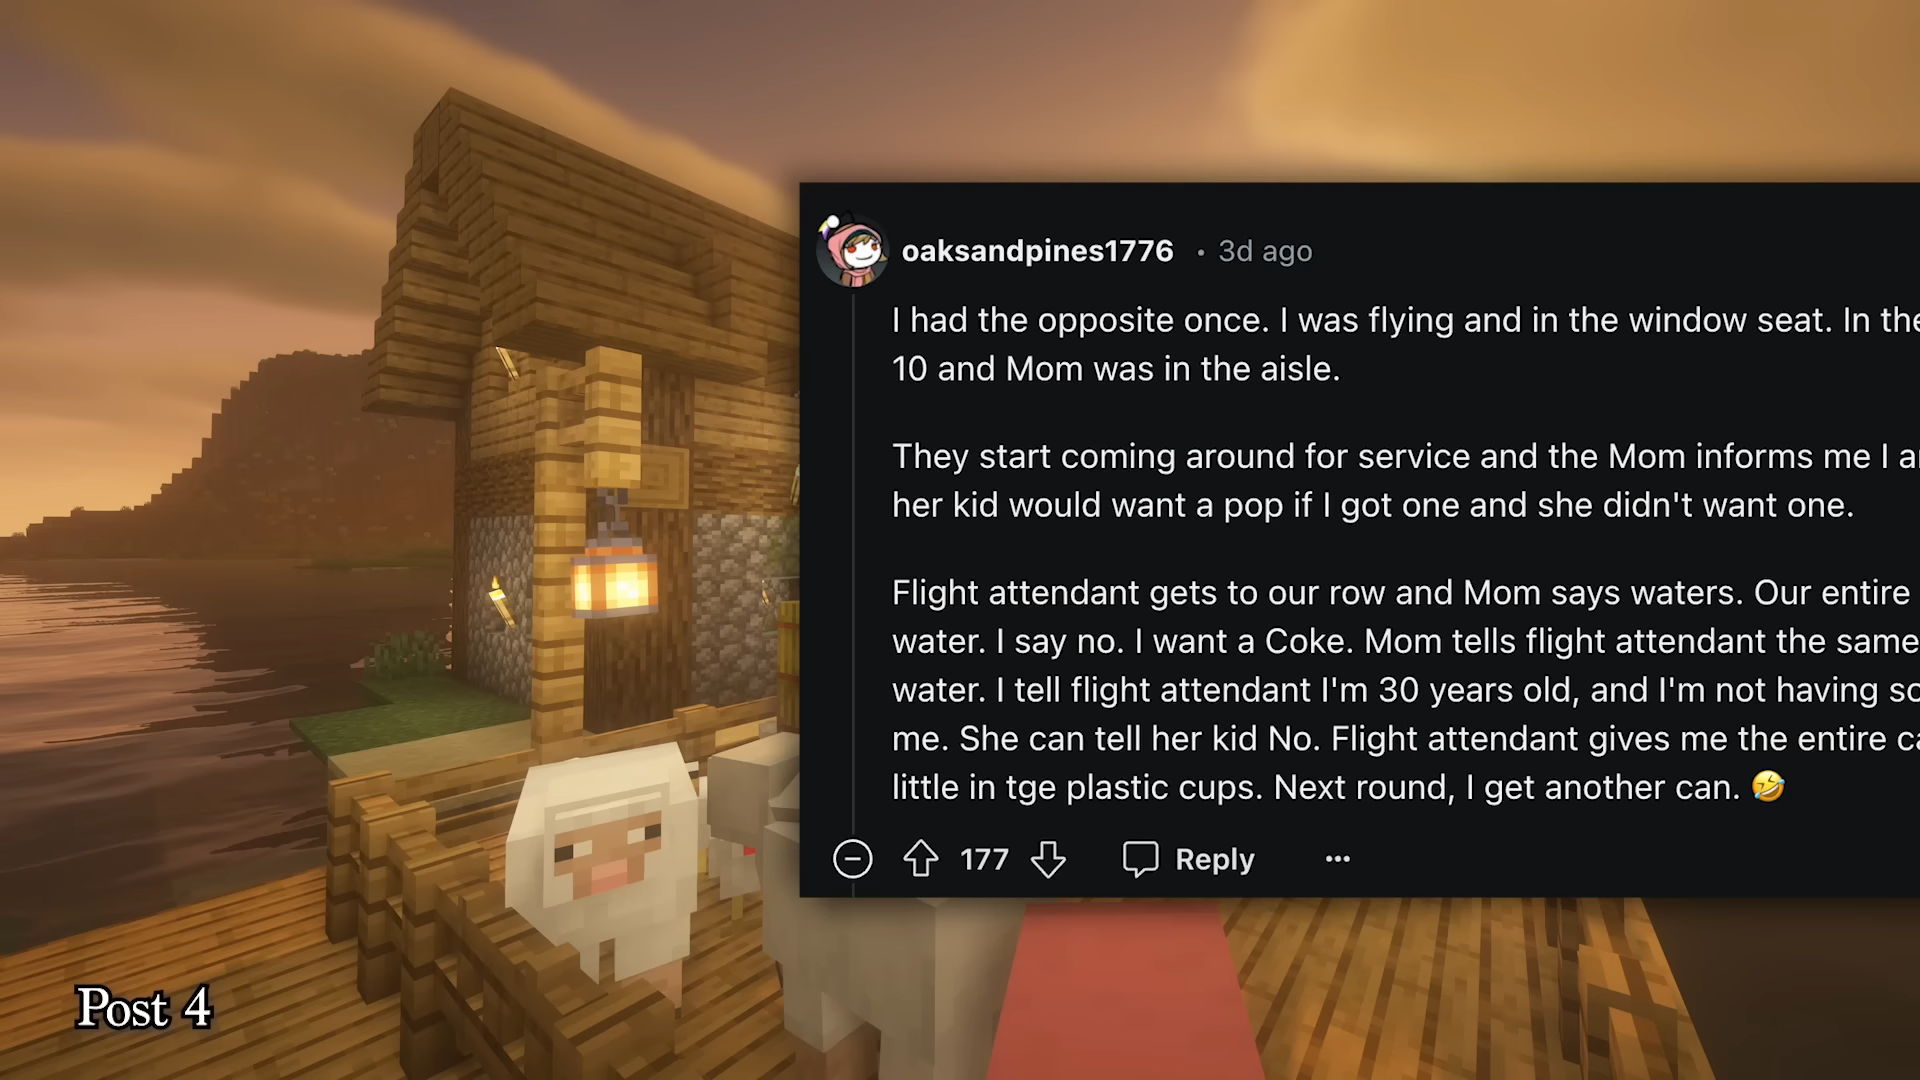 oaksandpines1776 • 3d ago
I had the opposite once. I was flying and in the window seat. In the
10 and Mom was in the aisle.
They start coming around for service and the Mom informs me I
her kid would want a pop if I got one and she didn't want one.
Flight attendant gets to our row and Mom says waters. Our entire
water. I say no. I want a Coke. Mom tells flight attendant the same
water. I tell flight attendant I'm 30 years old, and I'm not having
me. She can tell her kid No. Flight attendant gives me the entire
little in tge plastic cups. Next round, I get another can. 🤣
177 Reply ...
Post 4